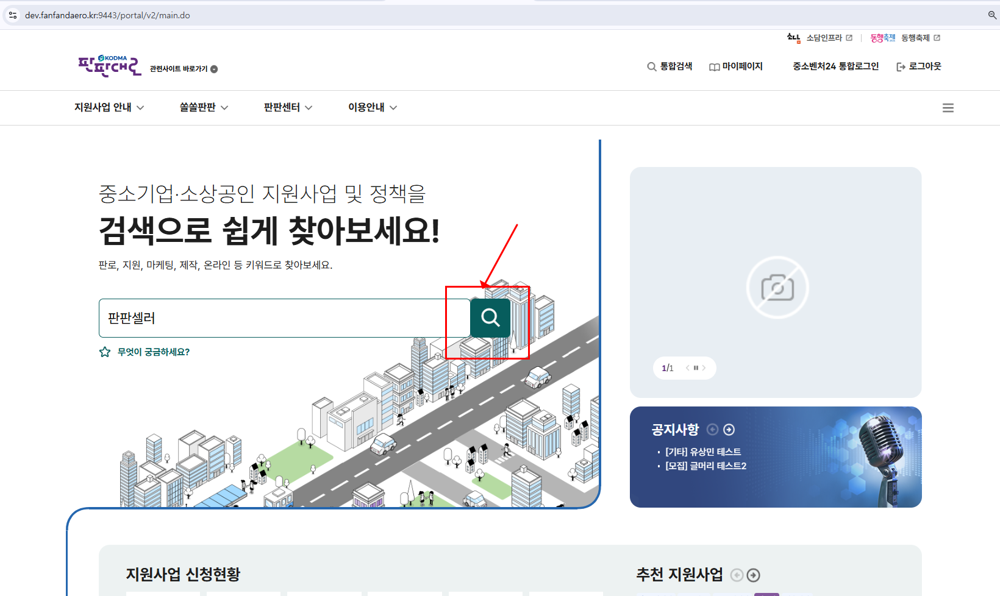 dev.fanfandaero.kr:9443/portal/v2/main.do
소담 소담인프라 동행축제 동행축제
KODMA
판판대로 관련사이트 바로가기
통합검색 마이페이지 중소벤처24 통합로그인 로그아웃
지원사업 안내 쏠쏠판판 판판센터 이용안내
중소기업·소상공인 지원사업 및 정책을
검색으로 쉽게 찾아보세요!
판로, 지원, 마케팅, 제작, 온라인 등 키워드로 찾아보세요.
판판셀러
무엇이 궁금하세요?
1/1
공지사항
• [기타] 유상민 테스트
• [모집] 글머리 테스트2
지원사업 신청현황
추천 지원사업